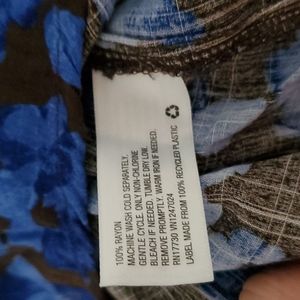 100% RAYON
MACHINE WASH COLD SEPARATELY,
GENTLE CYCLE. ONLY NON-CHLORINE
BLEACH IF NEEDED. TUMBLE DRY LOW.
REMOVE PROMPTLY. WARM IRON IF NEEDED.
RN17730 VN1247024
LABEL MADE FROM 100% RECYCLED PLASTIC